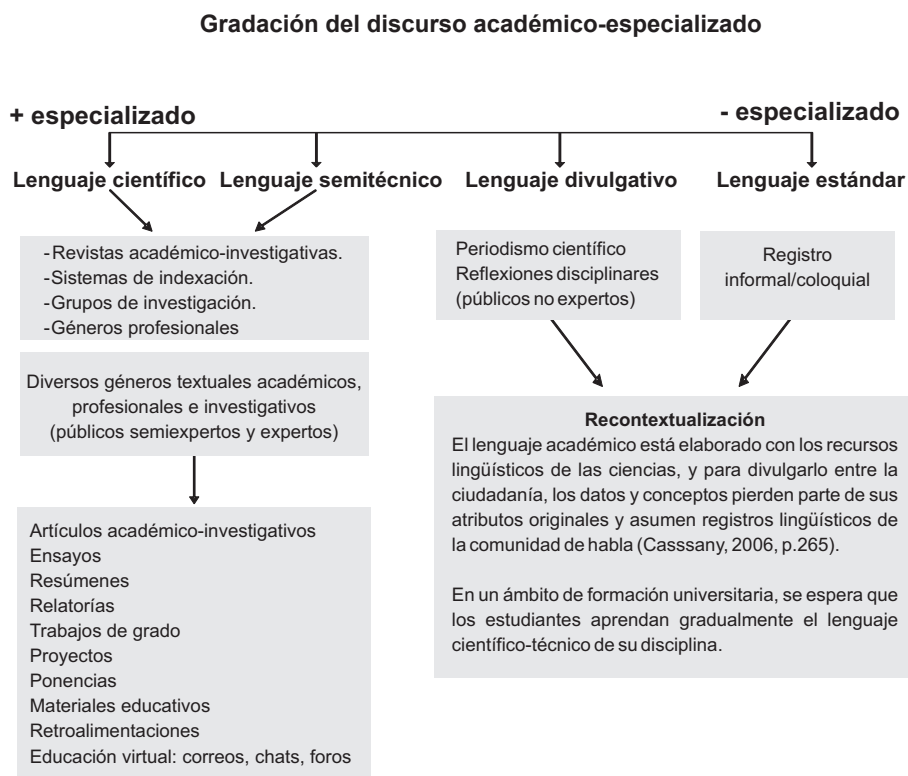 Gradación del discurso académico-especializado
+ especializado
- especializado
Lenguaje científico
Lenguaje semitécnico
Lenguaje divulgativo
Lenguaje estándar
-Revistas académico-investigativas.
-Sistemas de indexación.
-Grupos de investigación.
-Géneros profesionales
Diversos géneros textuales académicos,
profesionales e investigativos
(públicos semiexpertos y expertos)
Artículos académico-investigativos
Ensayos
Resúmenes
Relatorías
Trabajos de grado
Proyectos
Ponencias
Materiales educativos
Retroalimentaciones
Educación virtual: correos, chats, foros
Periodismo científico
Reflexiones disciplinares
(públicos no expertos)
Registro
informal/coloquial
Recontextualización
El lenguaje académico está elaborado con los recursos
lingüísticos de las ciencias, y para divulgarlo entre la
ciudadanía, los datos y conceptos pierden parte de sus
atributos originales y asumen registros lingüísticos de
la comunidad de habla (Casssany, 2006, p.265).
En un ámbito de formación universitaria, se espera que
los estudiantes aprendan gradualmente el lenguaje
científico-técnico de su disciplina.